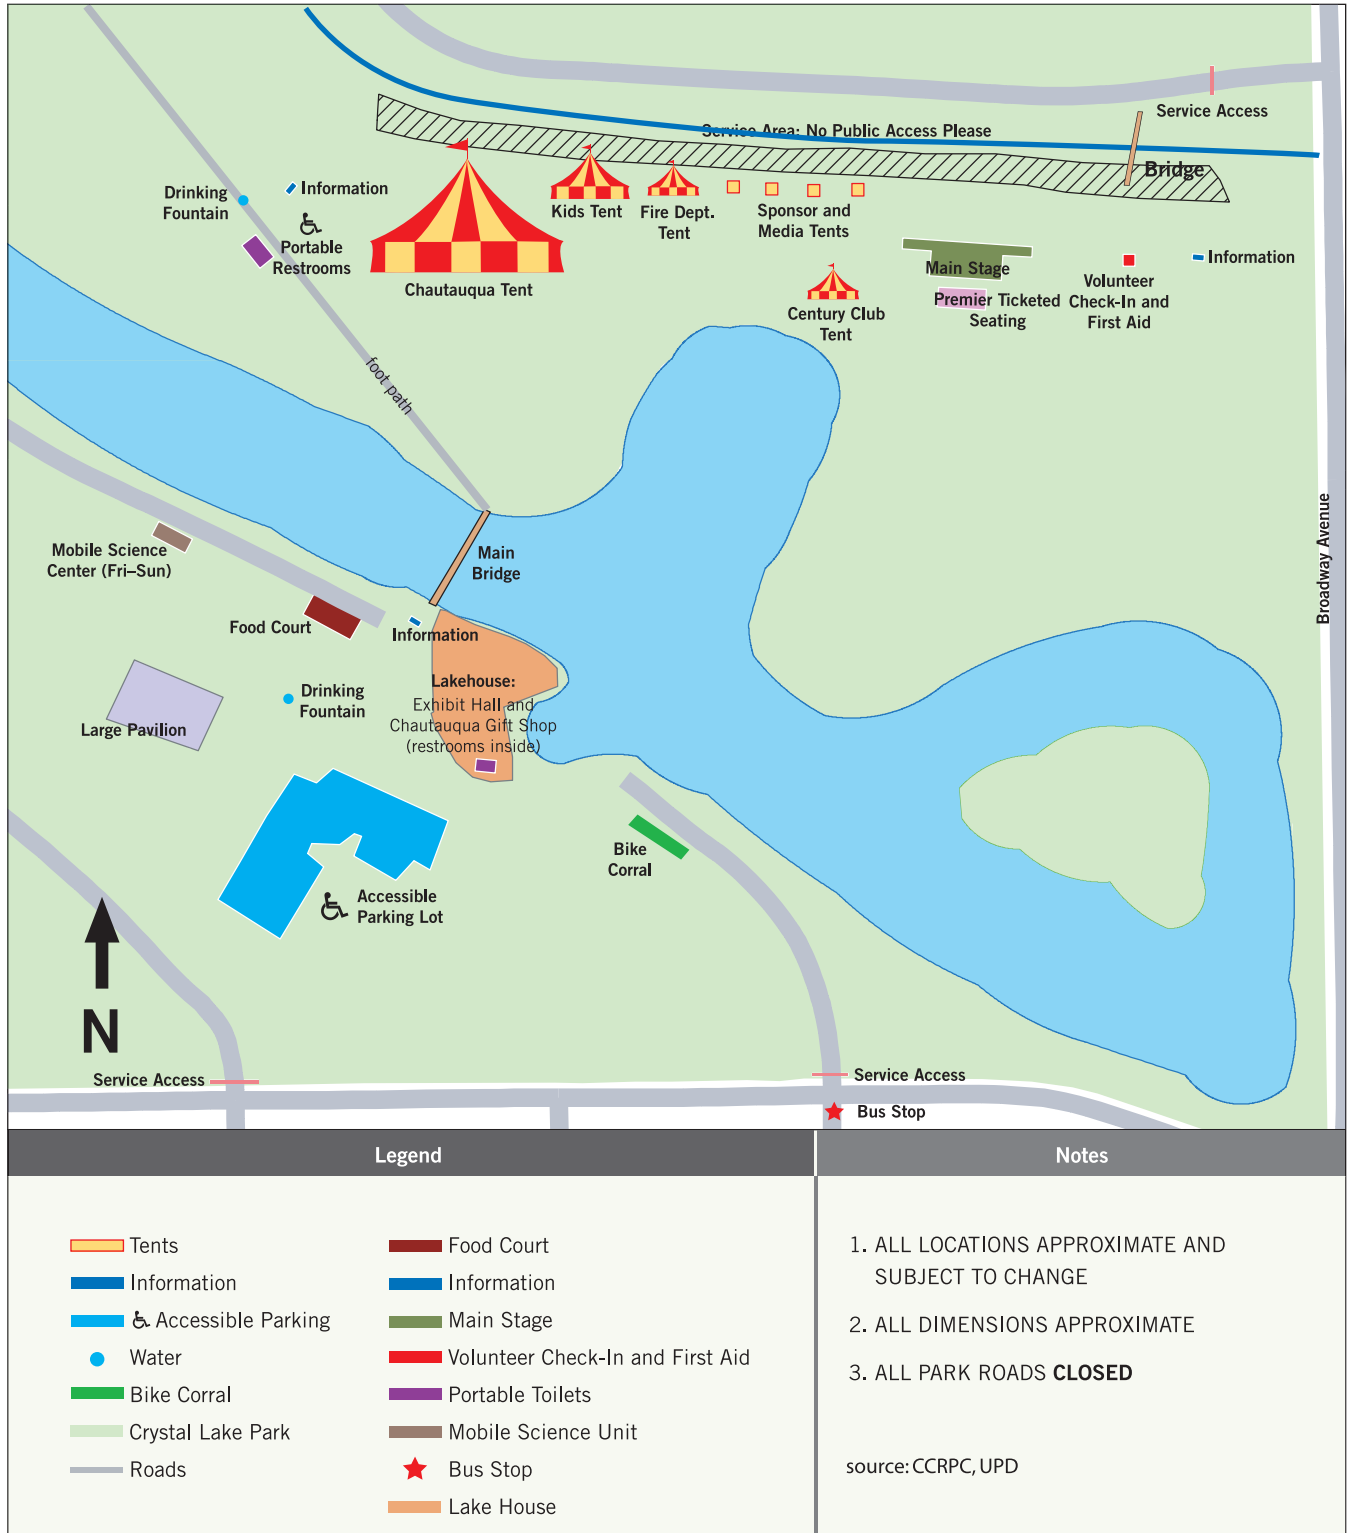 Service Access
Service Area: No Public Access Please
Bridge
Drinking
Fountain
Information
Portable
Restrooms
Chautauqua Tent
Kids Tent
Fire Dept.
Tent
Sponsor and
Media Tents
Main Stage
Premier Ticketed
Seating
Century Club
Tent
Volunteer
Check-In and
First Aid
Information
foot path
Broadway Avenue
Mobile Science
Center (Fri–Sun)
Main
Bridge
Food Court
Information
Lakehouse:
Exhibit Hall and
Chautauqua Gift Shop
(restrooms inside)
Drinking
Fountain
Large Pavilion
Bike
Corral
Accessible
Parking Lot
N
Service Access
Service Access
Bus Stop
Legend
Tents
Information
Accessible Parking
Water
Bike Corral
Crystal Lake Park
Roads
Food Court
Information
Main Stage
Volunteer Check-In and First Aid
Portable Toilets
Mobile Science Unit
Bus Stop
Lake House
Notes
1. ALL LOCATIONS APPROXIMATE AND
SUBJECT TO CHANGE
2. ALL DIMENSIONS APPROXIMATE
3. ALL PARK ROADS CLOSED
source: CCRPC, UPD